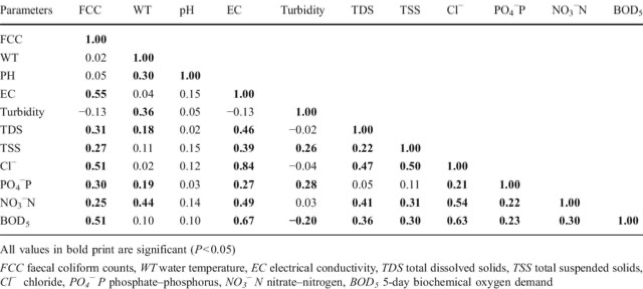 Parameters FCC WT pH EC Turbidity TDS TSS Cl⁻ PO₄⁻P NO₃⁻N BOD₅
FCC 1.00
WT 0.02 1.00
PH 0.05 0.30 1.00
EC 0.55 0.04 0.15 1.00
Turbidity −0.13 0.36 0.05 −0.13 1.00
TDS 0.31 0.18 0.02 0.46 −0.02 1.00
TSS 0.27 0.11 0.15 0.39 0.26 0.22 1.00
Cl⁻ 0.51 0.02 0.12 0.84 −0.04 0.47 0.50 1.00
PO₄⁻P 0.30 0.19 0.03 0.27 0.28 0.05 0.11 0.21 1.00
NO₃⁻N 0.25 0.44 0.14 0.49 0.03 0.41 0.31 0.54 0.22 1.00
BOD₅ 0.51 0.10 0.10 0.67 −0.20 0.36 0.30 0.63 0.23 0.30 1.00
All values in bold print are significant (P<0.05)
FCC faecal coliform counts, WT water temperature, EC electrical conductivity, TDS total dissolved solids, TSS total suspended solids,
Cl⁻ chloride, PO₄⁻ P phosphate–phosphorus, NO₃⁻ N nitrate–nitrogen, BOD₅ 5-day biochemical oxygen demand